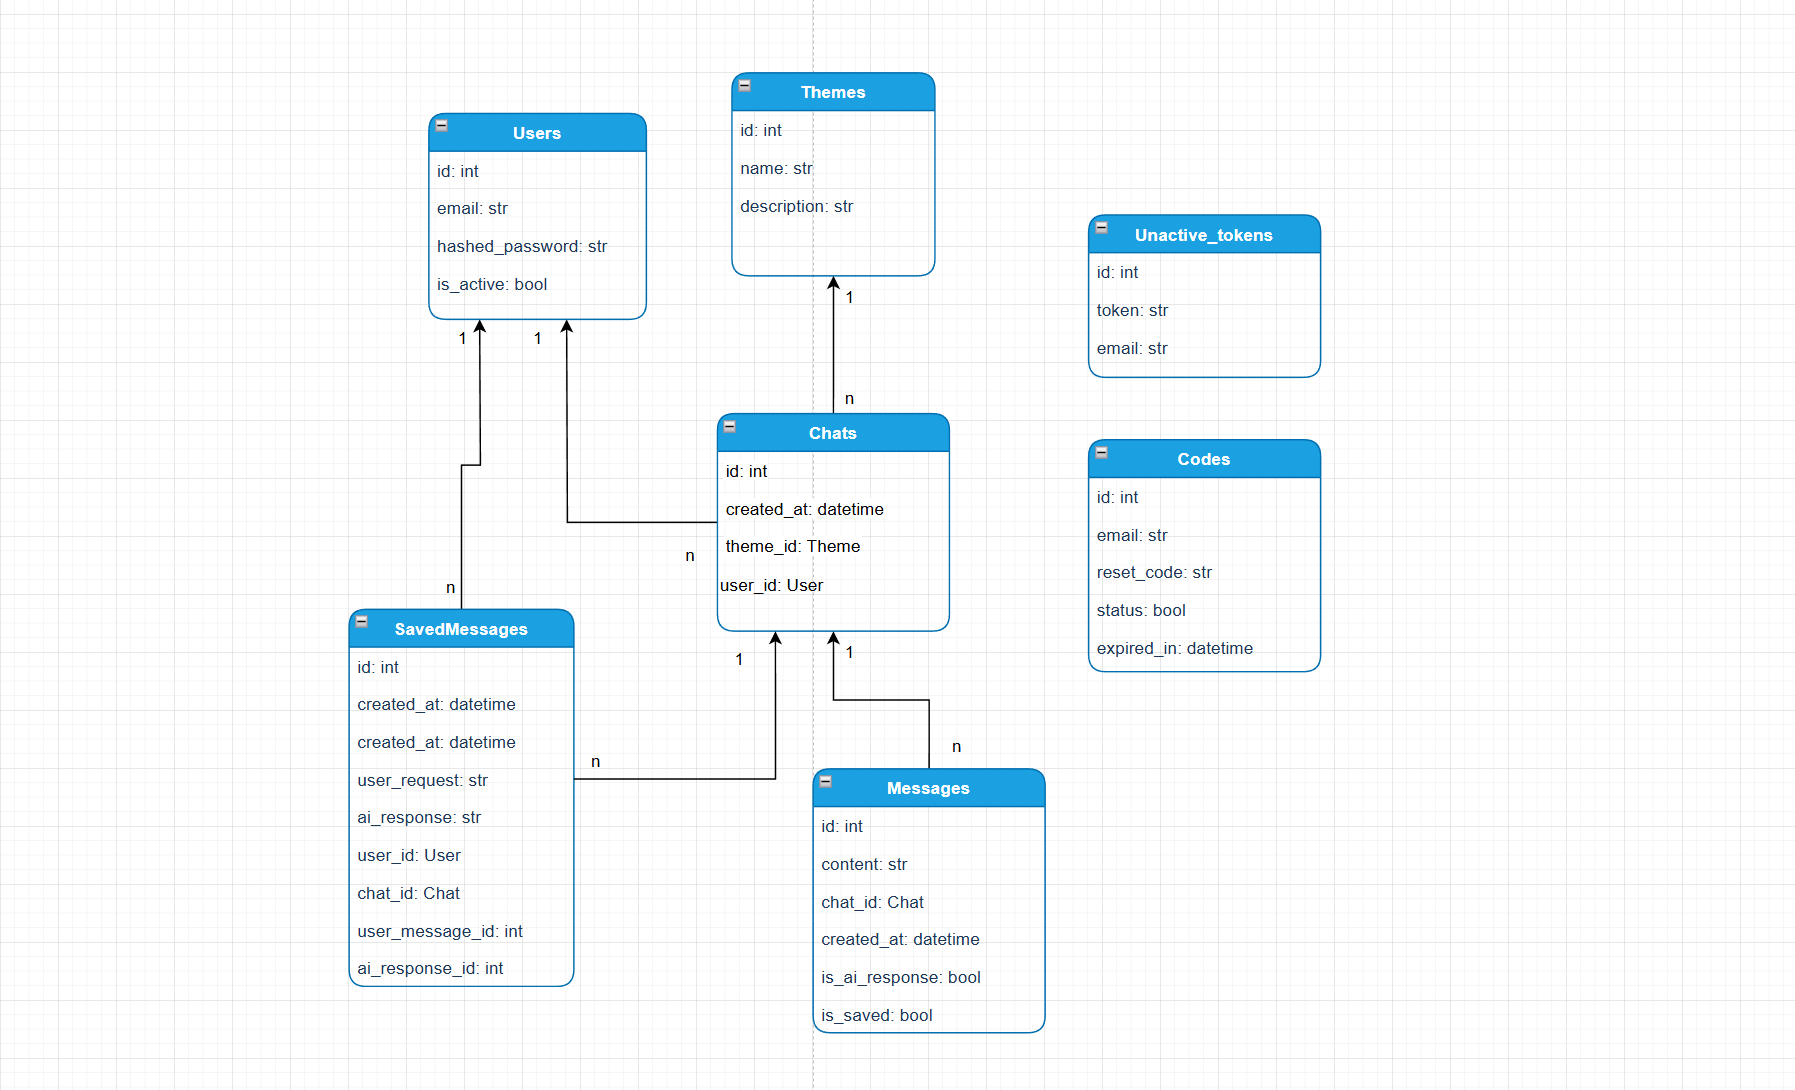 Themes
id: int
name: str
description: str
Users
id: int
email: str
hashed_password: str
is_active: bool
Unactive_tokens
id: int
token: str
email: str
1
1
1
n
Chats
id: int
created_at: datetime
theme_id: Theme
user_id: User
n
n
Codes
id: int
email: str
reset_code: str
status: bool
expired_in: datetime
SavedMessages
id: int
created_at: datetime
created_at: datetime
user_request: str
ai_response: str
user_id: User
chat_id: Chat
user_message_id: int
ai_response_id: int
1
1
n
n
Messages
id: int
content: str
chat_id: Chat
created_at: datetime
is_ai_response: bool
is_saved: bool